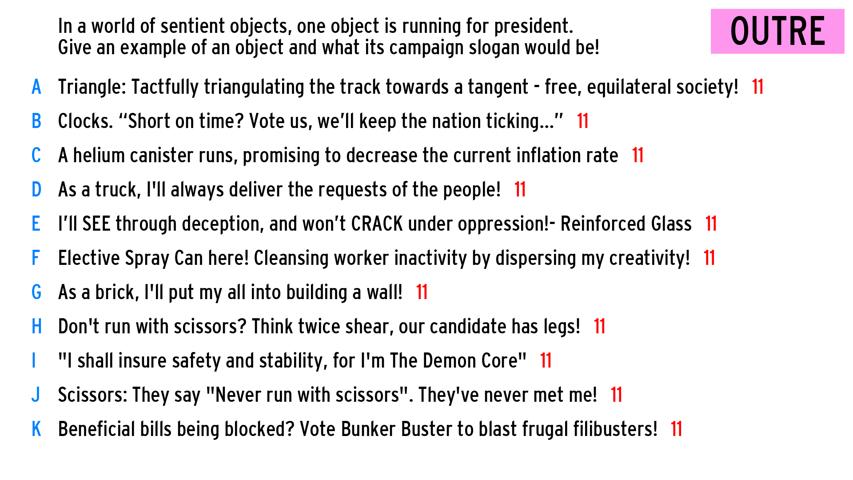 In a world of sentient objects, one object is running for president.
Give an example of an object and what its campaign slogan would be!
OUTRE
A Triangle: Tactfully triangulating the track towards a tangent - free, equilateral society! 11
B Clocks. “Short on time? Vote us, we’ll keep the nation ticking...” 11
C A helium canister runs, promising to decrease the current inflation rate 11
D As a truck, I'll always deliver the requests of the people! 11
E I’ll SEE through deception, and won’t CRACK under oppression!- Reinforced Glass 11
F Elective Spray Can here! Cleansing worker inactivity by dispersing my creativity! 11
G As a brick, I'll put my all into building a wall! 11
H Don't run with scissors? Think twice shear, our candidate has legs! 11
I "I shall insure safety and stability, for I'm The Demon Core" 11
J Scissors: They say "Never run with scissors". They've never met me! 11
K Beneficial bills being blocked? Vote Bunker Buster to blast frugal filibusters! 11